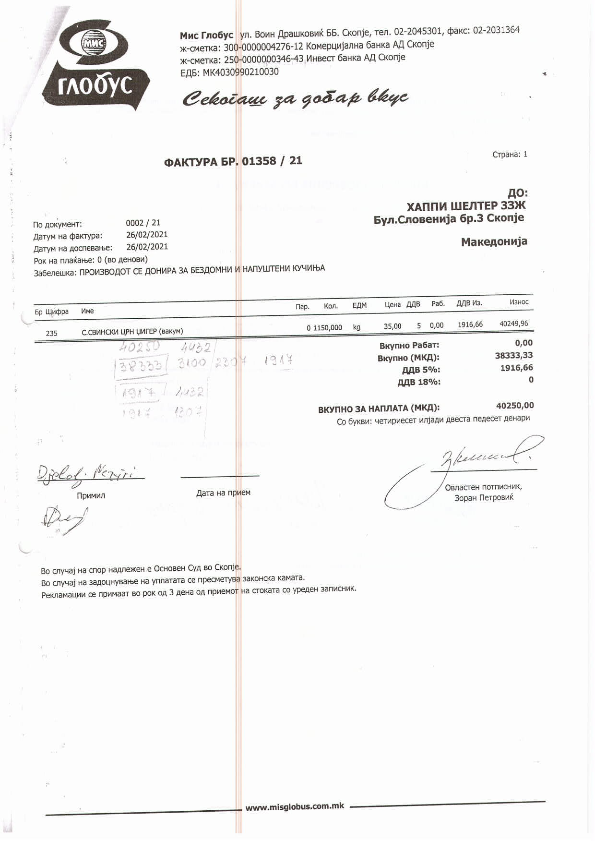 МИС
ГЛОБУС
Мис Глобус ул. Воин Драшковиќ ББ. Скопје, тел. 02-2045301, факс: 02-2031364
ж-сметка: 300-0000004276-12 Комерцијална банка АД Скопје
ж-сметка: 250-0000000346-43 Инвест банка АД Скопје
ЕДБ: МК4030990210030
Секогаш за добар вкус
Страна: 1
ФАКТУРА БР. 01358 / 21
ДО:
ХАППИ ШЕЛТЕР ЗЗЖ
Бул.Словенија бр.3 Скопје
Македонија
По документ: 0002 / 21
Датум на фактура: 26/02/2021
Датум на доспевање: 26/02/2021
Рок на плаќање: 0 (во денови)
Забелешка: ПРОИЗВОДОТ СЕ ДОНИРА ЗА БЕЗДОМНИ И НАПУШТЕНИ КУЧИЊА
Бр Шифра Име Пар. Кол. ЕДМ Цена ДДВ Раб. ДДВ Из. Износ
235 С.СВИНСКИ ЦРН ЏИГЕР (вакум) 0 1150,000 kg 35,00 5 0,00 1916,66 40249,96
Вкупно Рабат: 0,00
Вкупно (МКД): 38333,33
ДДВ 5%: 1916,66
ДДВ 18%: 0
40250 4432
38333 3100 2307 1917
1917 4432
1917 1307
ВКУПНО ЗА НАПЛАТА (МКД): 40250,00
Со букви: четириесет илјади двеста педесет денари
Примил
Дата на прием
Овластен потписник,
Зоран Петровиќ
Во случај на спор надлежен е Основен Суд во Скопје.
Во случај на задоцнување на уплатата се пресметува законска камата.
Рекламации се примаат во рок од 3 дена од приемот на стоката со уреден записник.
www.misglobus.com.mk